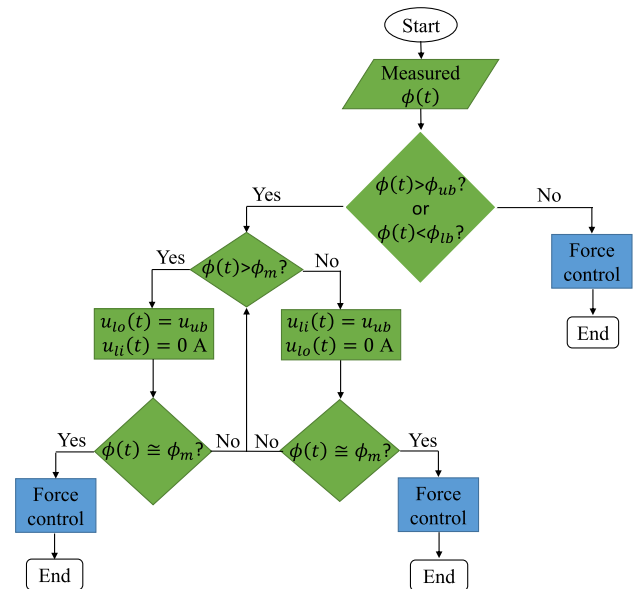 Start
Measured
ϕ(t)
ϕ(t)>ϕ_ub?
or
ϕ(t)<ϕ_lb?
Yes
No
Force
control
End
ϕ(t)>ϕ_m?
Yes
No
u_lo(t) = u_ub
u_li(t) = 0 A
u_li(t) = u_ub
u_lo(t) = 0 A
ϕ(t) ≅ ϕ_m?
Yes
No
No
ϕ(t) ≅ ϕ_m?
Yes
Force
control
End
Force
control
End